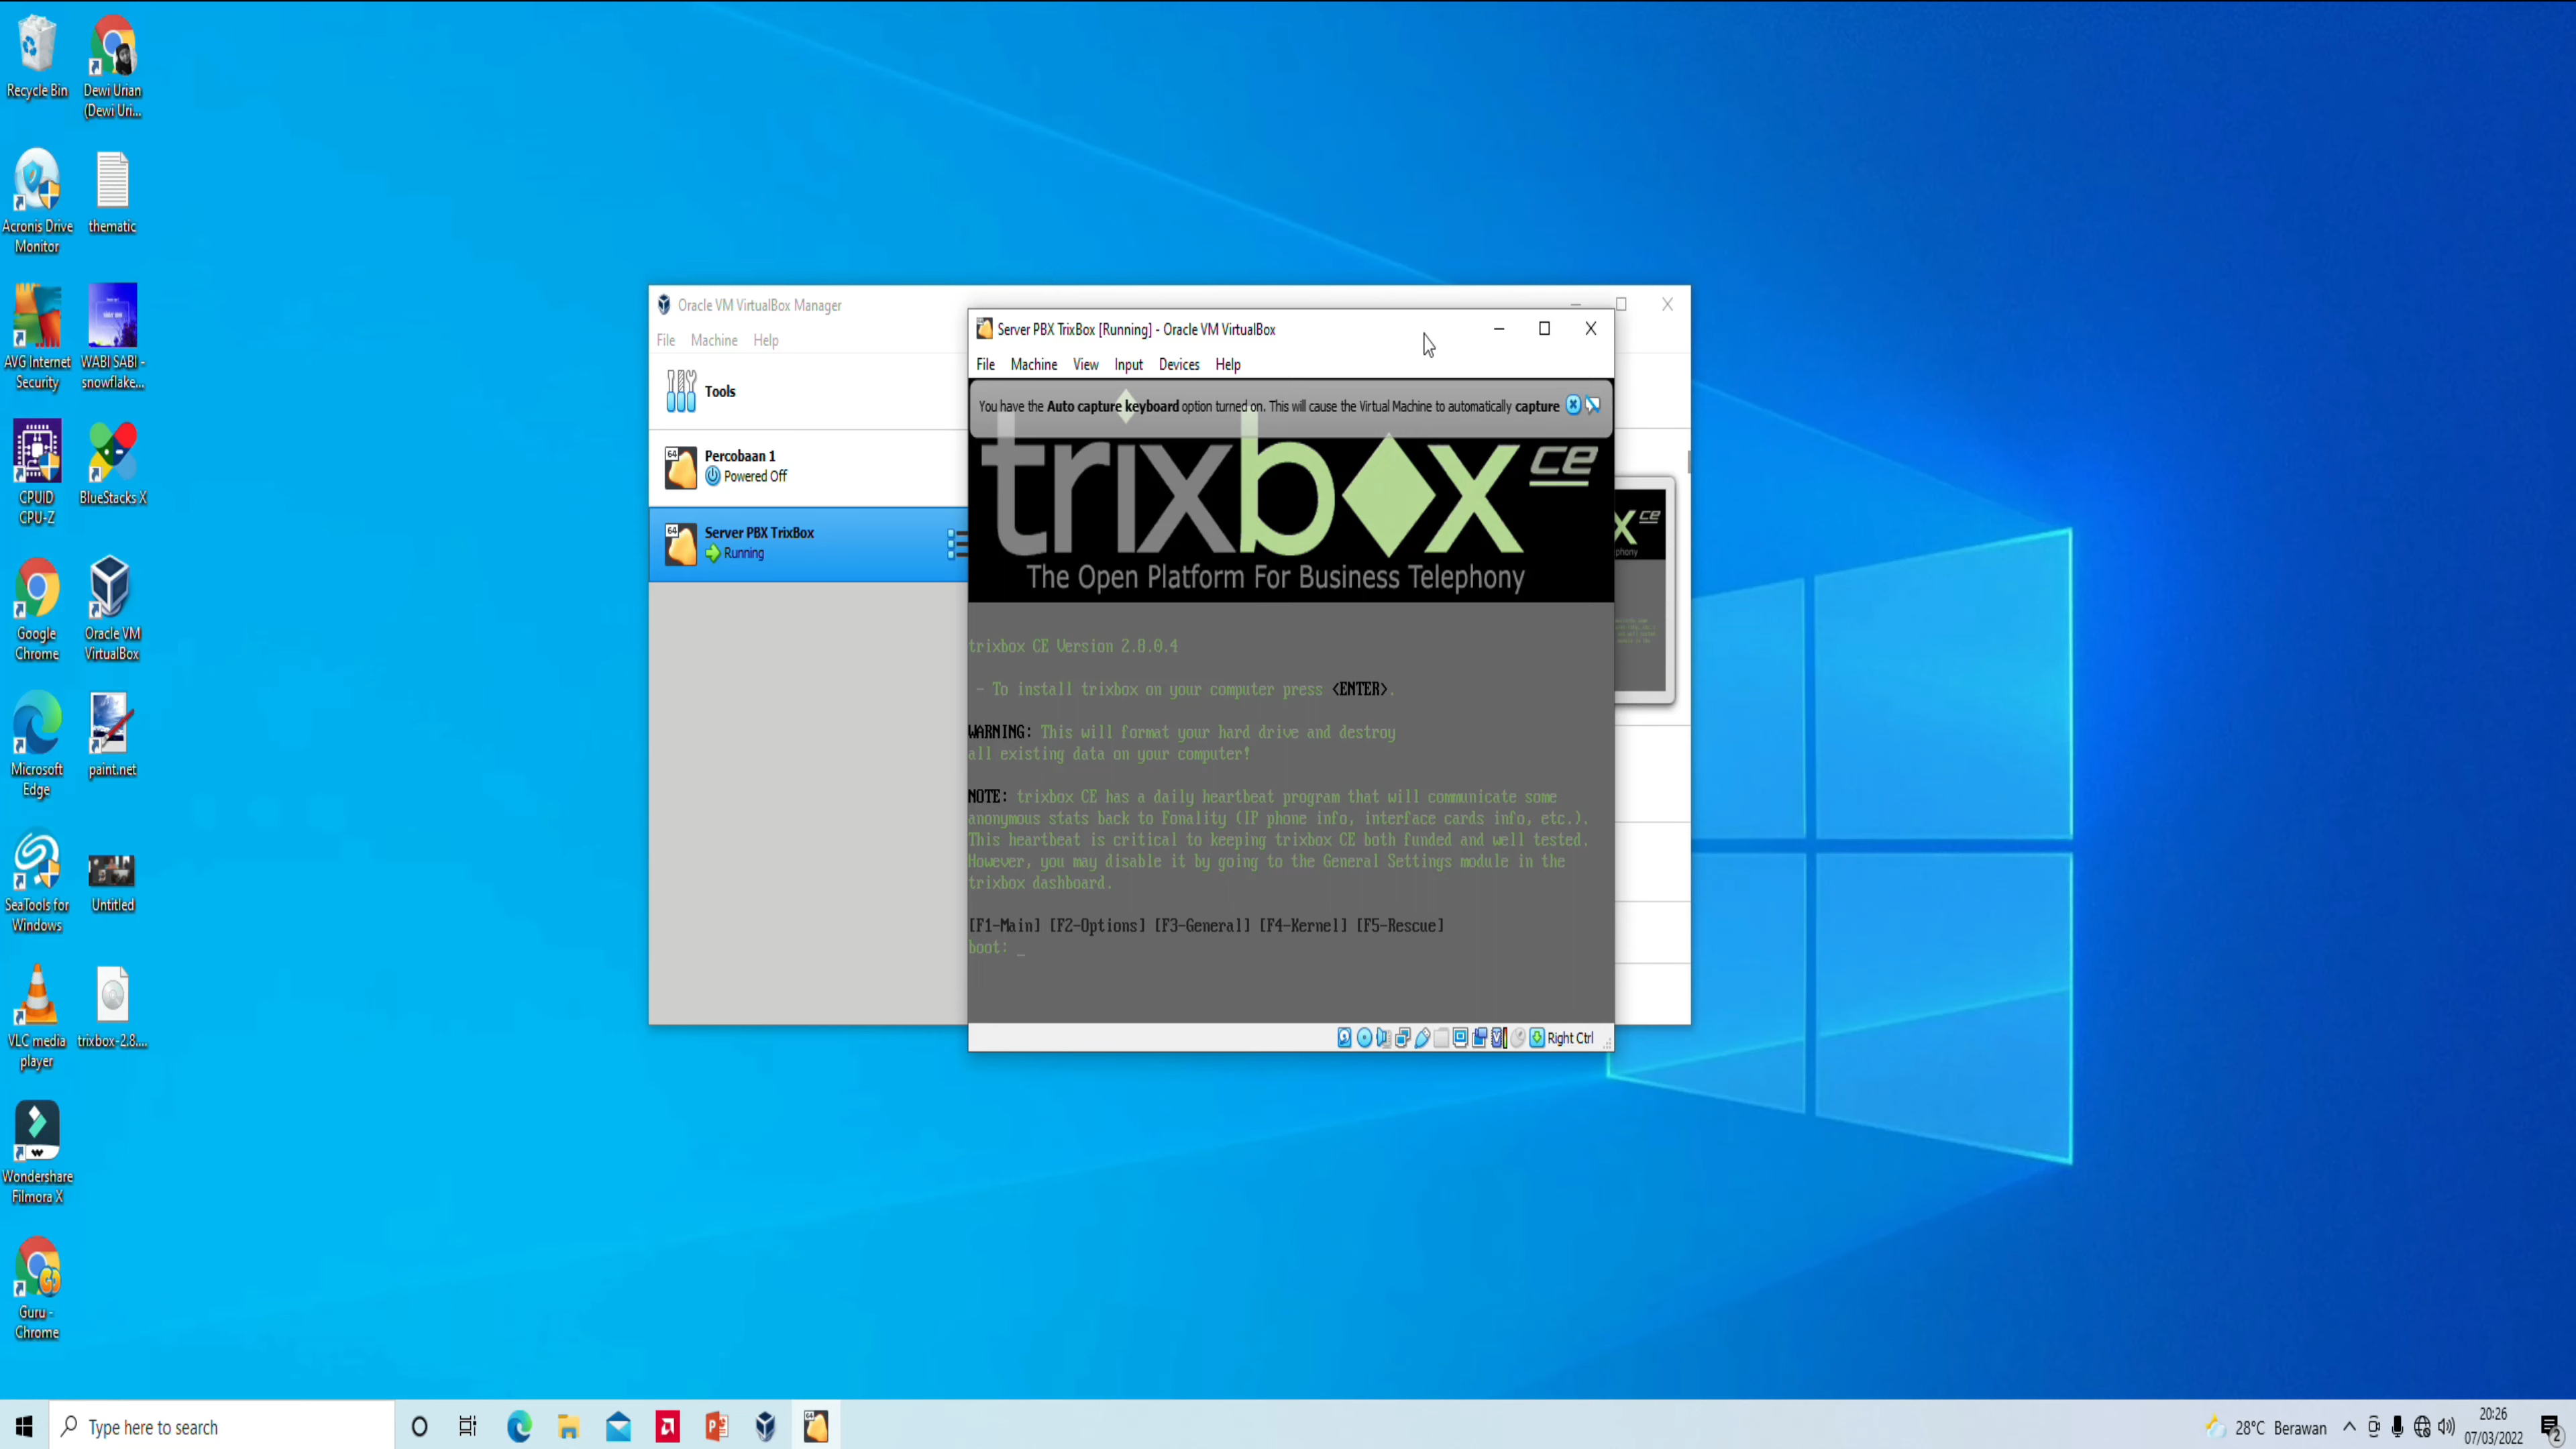 Recycle Bin
Dewi Urian
(Dewi Uri...
Acronis Drive
Monitor
thematic
AVG Internet
Security
WABI SABI -
snowflake...
CPUID
CPU-Z
BlueStacks X
Google
Chrome
Oracle VM
VirtualBox
Microsoft
Edge
paint.net
SeaTools for
Windows
Untitled
VLC media
player
trixbox-2.8....
Wondershare
Filmora X
Guru -
Chrome
Oracle VM VirtualBox Manager
File Machine Help
Tools
64
Percobaan 1
Powered Off
64
Server PBX TrixBox
Running
Server PBX TrixBox [Running] - Oracle VM VirtualBox
File Machine View Input Devices Help
You have the Auto capture keyboard option turned on. This will cause the Virtual Machine to automatically capture
trixbox CE
The Open Platform For Business Telephony
trixbox CE Version 2.8.0.4
- To install trixbox on your computer press <ENTER>.
WARNING: This will format your hard drive and destroy
all existing data on your computer!
NOTE: trixbox CE has a daily heartbeat program that will communicate some
anonymous stats back to Fonality (IP phone info, interface cards info, etc.).
This heartbeat is critical to keeping trixbox CE both funded and well tested.
However, you may disable it by going to the General Settings module in the
trixbox dashboard.
[F1-Main] [F2-Options] [F3-General] [F4-Kernel] [F5-Rescue]
boot: _
Right Ctrl
x CE
phony
Type here to search
28°C Berawan
20:26
07/03/2022
2